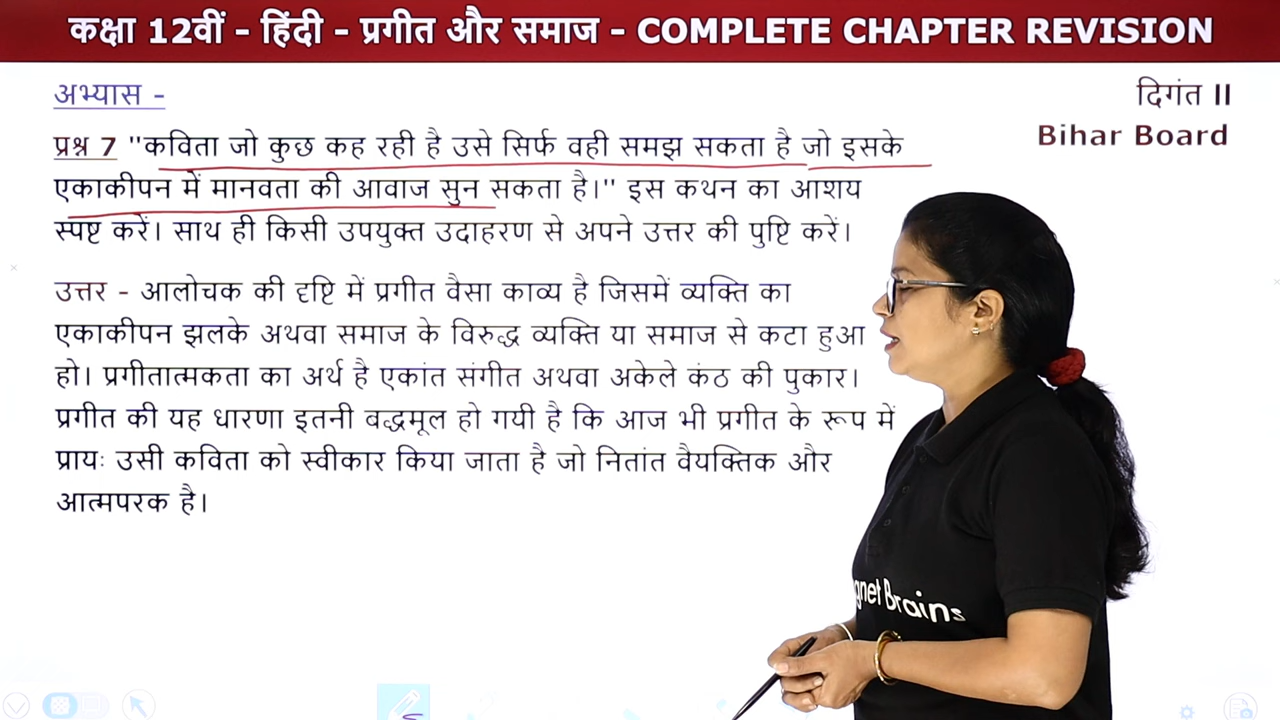 कक्षा 12वीं - हिंदी - प्रगीत और समाज - COMPLETE CHAPTER REVISION
अभ्यास -
दिगंत II
Bihar Board
प्रश्न 7 "कविता जो कुछ कह रही है उसे सिर्फ वही समझ सकता है जो इसके
एकाकीपन में मानवता की आवाज सुन सकता है।" इस कथन का आशय
स्पष्ट करें। साथ ही किसी उपयुक्त उदाहरण से अपने उत्तर की पुष्टि करें।
उत्तर - आलोचक की दृष्टि में प्रगीत वैसा काव्य है जिसमें व्यक्ति का
एकाकीपन झलके अथवा समाज के विरुद्ध व्यक्ति या समाज से कटा हुआ
हो। प्रगीतात्मकता का अर्थ है एकांत संगीत अथवा अकेले कंठ की पुकार।
प्रगीत की यह धारणा इतनी बद्धमूल हो गयी है कि आज भी प्रगीत के रूप में
प्रायः उसी कविता को स्वीकार किया जाता है जो नितांत वैयक्तिक और
आत्मपरक है।
gnet Brains